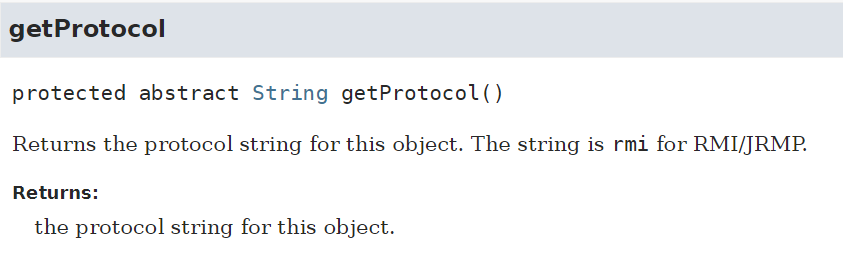 getProtocol
protected abstract String getProtocol()
Returns the protocol string for this object. The string is rmi for RMI/JRMP.
Returns:
the protocol string for this object.